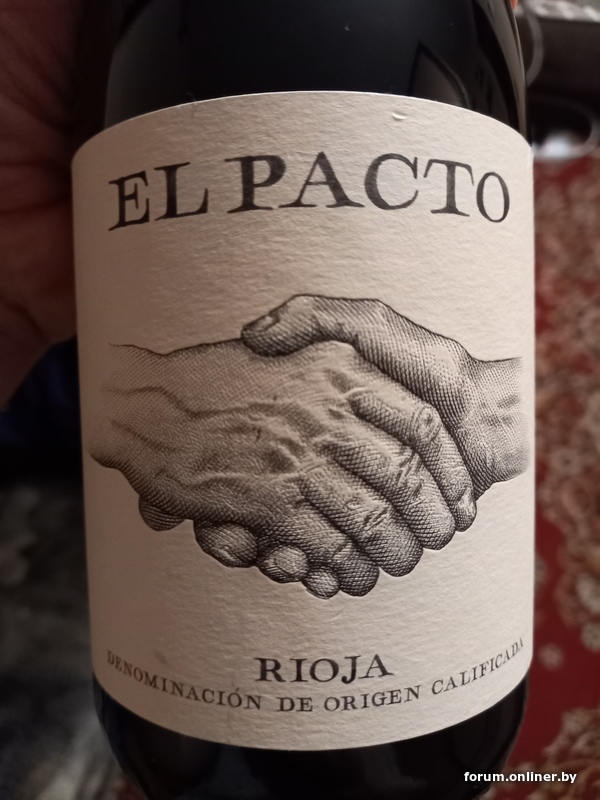 EL PACTO
RIOJA
DENOMINACIÓN DE ORIGEN CALIFICADA
forum.onliner.by